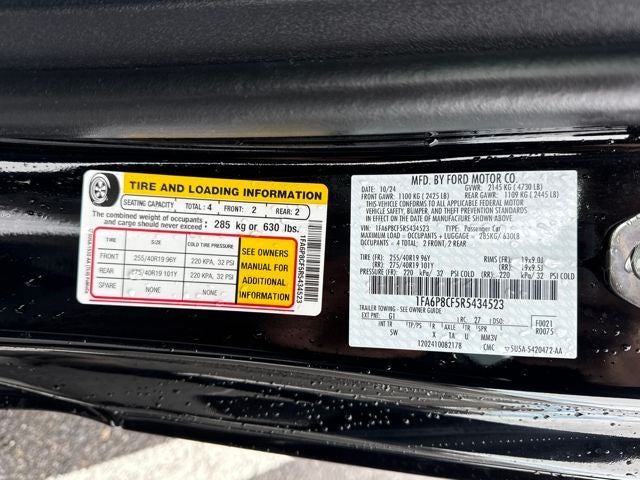 TIRE AND LOADING INFORMATION
SEATING CAPACITY TOTAL: 4 FRONT: 2 REAR: 2
The combined weight of occupants
and cargo should never exceed : 285 kg or 630 lbs.
TIRE SIZE COLD TIRE PRESSURE
FRONT 255/40R19 96Y 220 KPA, 32 PSI
REAR 275/40R19 101Y 220 KPA, 32 PSI
SPARE NONE NONE
SEE OWNERS
MANUAL FOR
ADDITIONAL
INFORMATION
1FA6P8CF5R5434523
MFD. BY FORD MOTOR CO.
DATE: 10/24 GVWR: 2145 KG ( 4730 LB)
FRONT GAWR: 1100 KG (2425 LB) REAR GAWR: 1109 KG (2445 LB)
THIS VEHICLE CONFORMS TO ALL APPLICABLE FEDERAL MOTOR
VEHICLE SAFETY, BUMPER, AND THEFT PREVENTION STANDARDS IN
EFFECT ON THE DATE OF MANUFACTURE SHOWN ABOVE.
VIN: 1FA6P8CF5R5434523 TYPE: Passenger Car
MAXIMUM LOAD = OCCUPANTS + LUGGAGE = 285KG/ 630LB
OCCUPANTS = 4 TOTAL; 2 FRONT; 2 REAR
TIRE (FR): 255/40R19 96Y RIMS (FR): 19x9.0J
(RR): 275/40R19 101Y (RR): 19x9.5J
PRESSURE (FR): 220 kPa/ 32 PSI COLD (RR): 220 kPa/ 32 PSI COLD
1FA6P8CF5R5434523
TRAILER TOWING - SEE OWNER GUIDE
EXT PNT: G1 RC: 27 DSO: F0021
R0075
INT TR TP/PS R AXLE TR SPR
5W X TA U MM3V
1202410082178 CMC 5U5A-5420472-AA